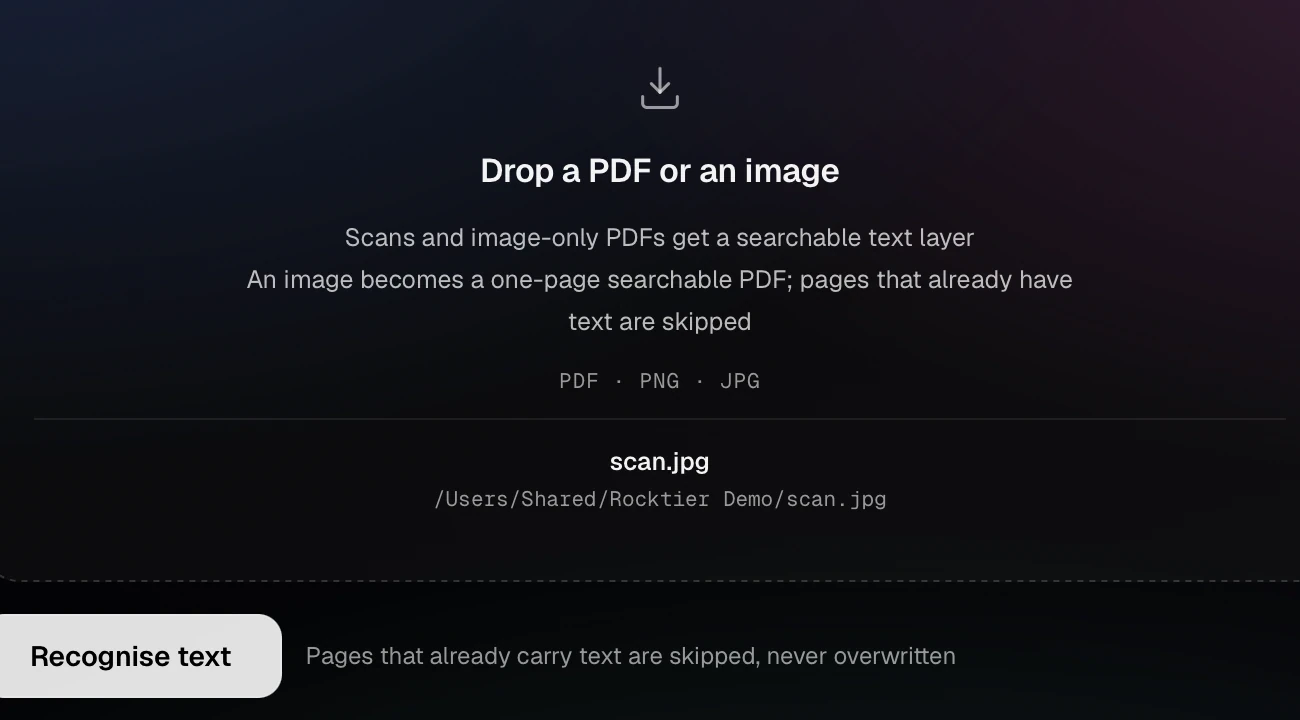 Drop a PDF or an image
Scans and image-only PDFs get a searchable text layer
An image becomes a one-page searchable PDF; pages that already have
text are skipped
PDF · PNG · JPG
scan.jpg
/Users/Shared/Rocktier Demo/scan.jpg
Recognise text
Pages that already carry text are skipped, never overwritten